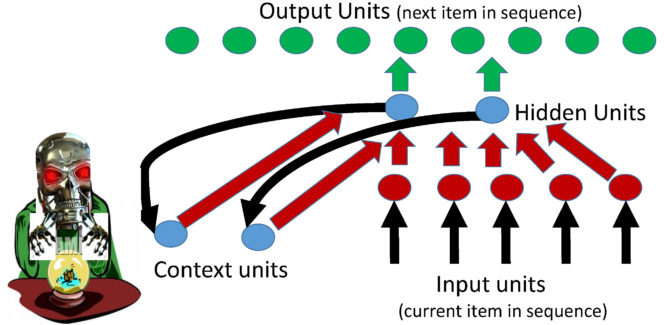 Output Units (next item in sequence)
Hidden Units
Context units
Input units
(current item in sequence)